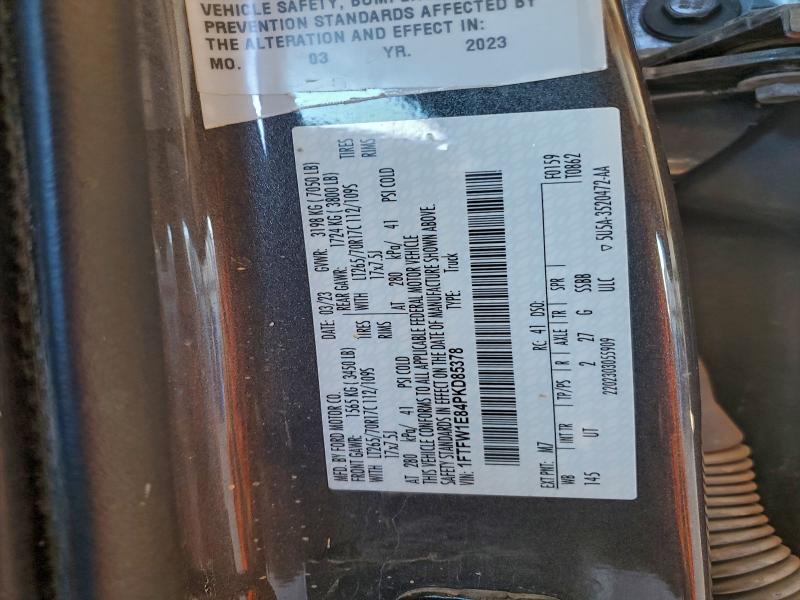 VEHICLE SAFETY,
PREVENTION STANDARDS AFFECTED BY
THE ALTERATION AND EFFECT IN:
MO. 03 YR. 2023
MFD. BY FORD MOTOR CO.
DATE: 03/23 GVWR: 3198 KG (7050 LB)
FRONT GAWR: 1565 KG (3450 LB) REAR GAWR: 1724 KG (3800 LB)
WITH LT265/70R17C 112/109S TIRES WITH LT265/70R17C 112/109S TIRES
17x7.5J RIMS 17x7.5J RIMS
AT 280 kPa/ 41 PSI COLD AT 280 kPa/ 41 PSI COLD
THIS VEHICLE CONFORMS TO ALL APPLICABLE FEDERAL MOTOR VEHICLE
SAFETY STANDARDS IN EFFECT ON THE DATE OF MANUFACTURE SHOWN ABOVE.
VIN: 1FTFW1E84PKD85378 TYPE: Truck
F0159
T0862
EXT PNT: M7 RC: 41 DSO:
WB INT TR TP/PS R AXLE TR SPR
145 UT 2 27 G SSBB
2202303055909 ULC ▽ 5U5A-3520472-AA